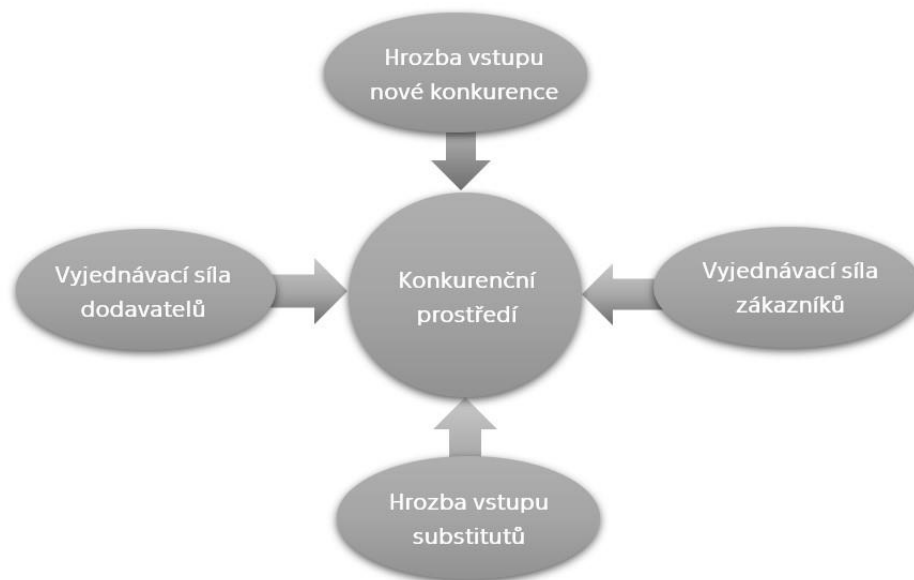 Hrozba vstupu
nové konkurence
Vyjednávací síla
dodavatelů
Konkurenční
prostředí
Vyjednávací síla
zákazníků
Hrozba vstupu
substitutů